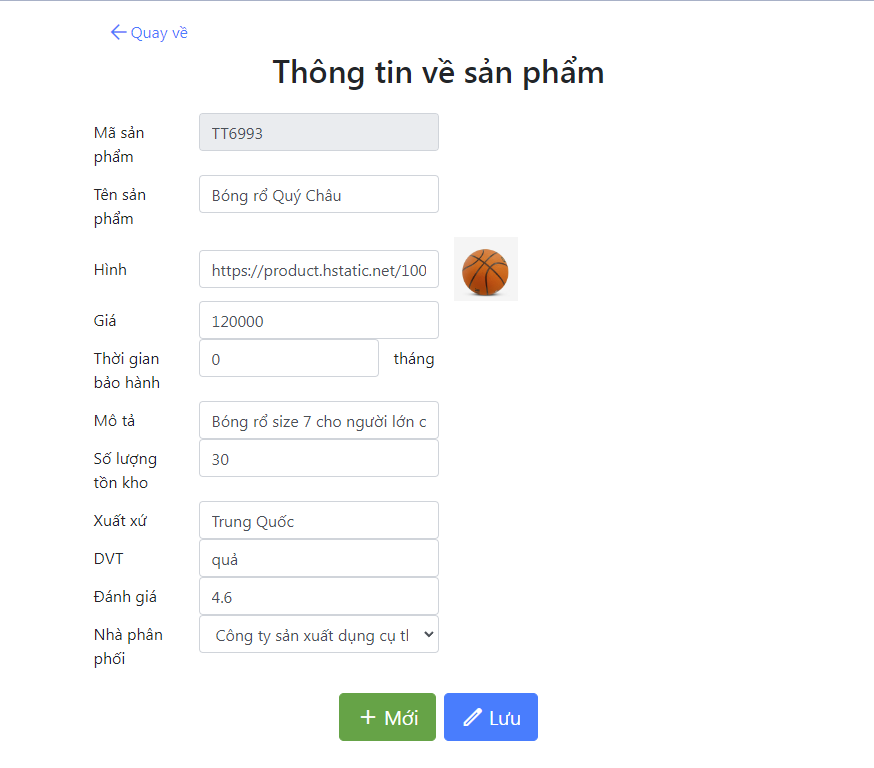 Quay về
Thông tin về sản phẩm
Mã sản
phẩm
TT6993
Tên sản
phẩm
Bóng rổ Quý Châu
Hình
https://product.hstatic.net/100
Giá
120000
Thời gian
bảo hành
0
tháng
Mô tả
Bóng rổ size 7 cho người lớn c
Số lượng
tồn kho
30
Xuất xứ
Trung Quốc
DVT
quả
Đánh giá
4.6
Nhà phân
phối
Công ty sản xuất dụng cụ tl
Mới
Lưu